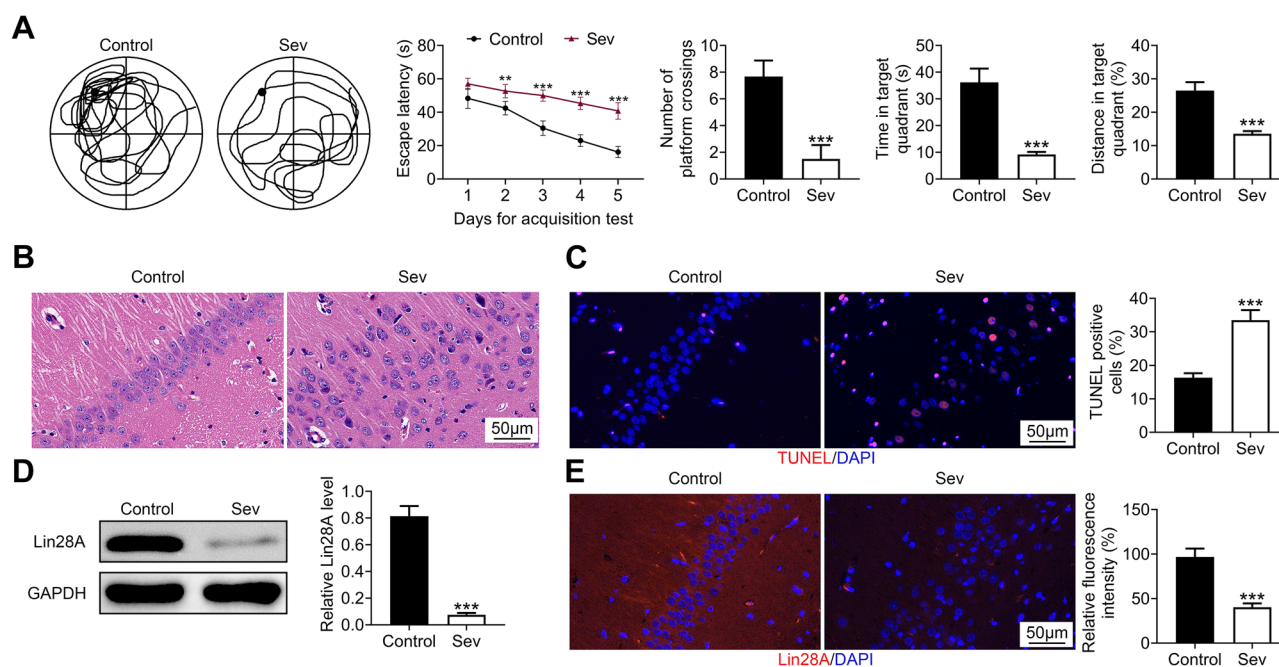 A
Control
Sev
Escape latency (s)
80
60
40
20
0
Control
Sev
**
***
***
***
1
2
3
4
5
Days for acquisition test
Number of
platform crossings
10
8
6
4
2
0
***
Control
Sev
Time in target
quadrant (s)
50
40
30
20
10
0
***
Control
Sev
Distance in target
quadrant (%)
40
30
20
10
0
***
Control
Sev
B
Control
Sev
50μm
C
Control
Sev
50μm
TUNEL/DAPI
TUNEL positive
cells (%)
40
30
20
10
0
***
Control
Sev
D
Control
Sev
Lin28A
GAPDH
Relative Lin28A level
1.0
0.8
0.6
0.4
0.2
0.0
***
Control
Sev
E
Control
Sev
50μm
Lin28A/DAPI
Relative fluorescence
intensity (%)
150
100
50
0
***
Control
Sev